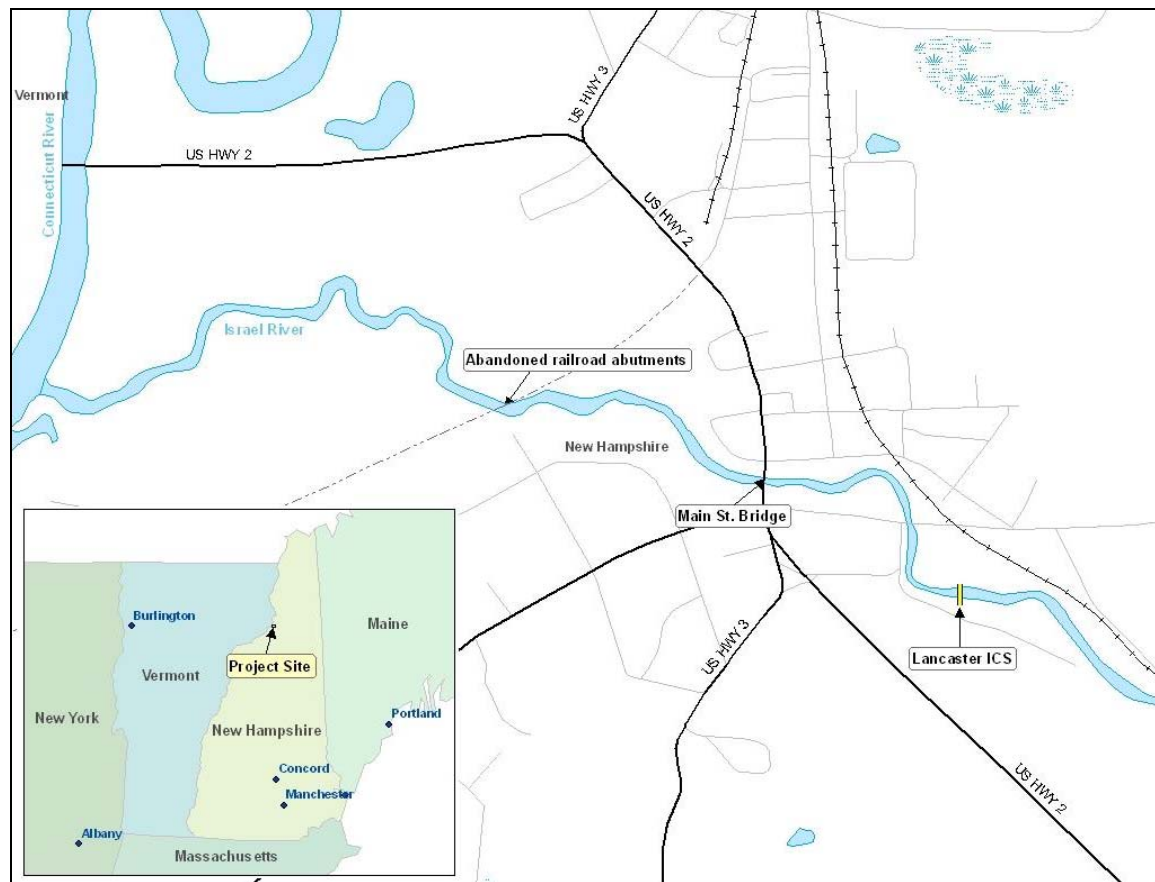 Vermont
Connecticut River
US HWY 2
US HWY 3
US HWY 2
Israel River
Abandoned railroad abutments
New Hampshire
Main St. Bridge
Lancaster ICS
US HWY 3
US HWY 2
Burlington
Maine
Project Site
Vermont
New York
New Hampshire
Portland
Concord
Manchester
Albany
Massachusetts